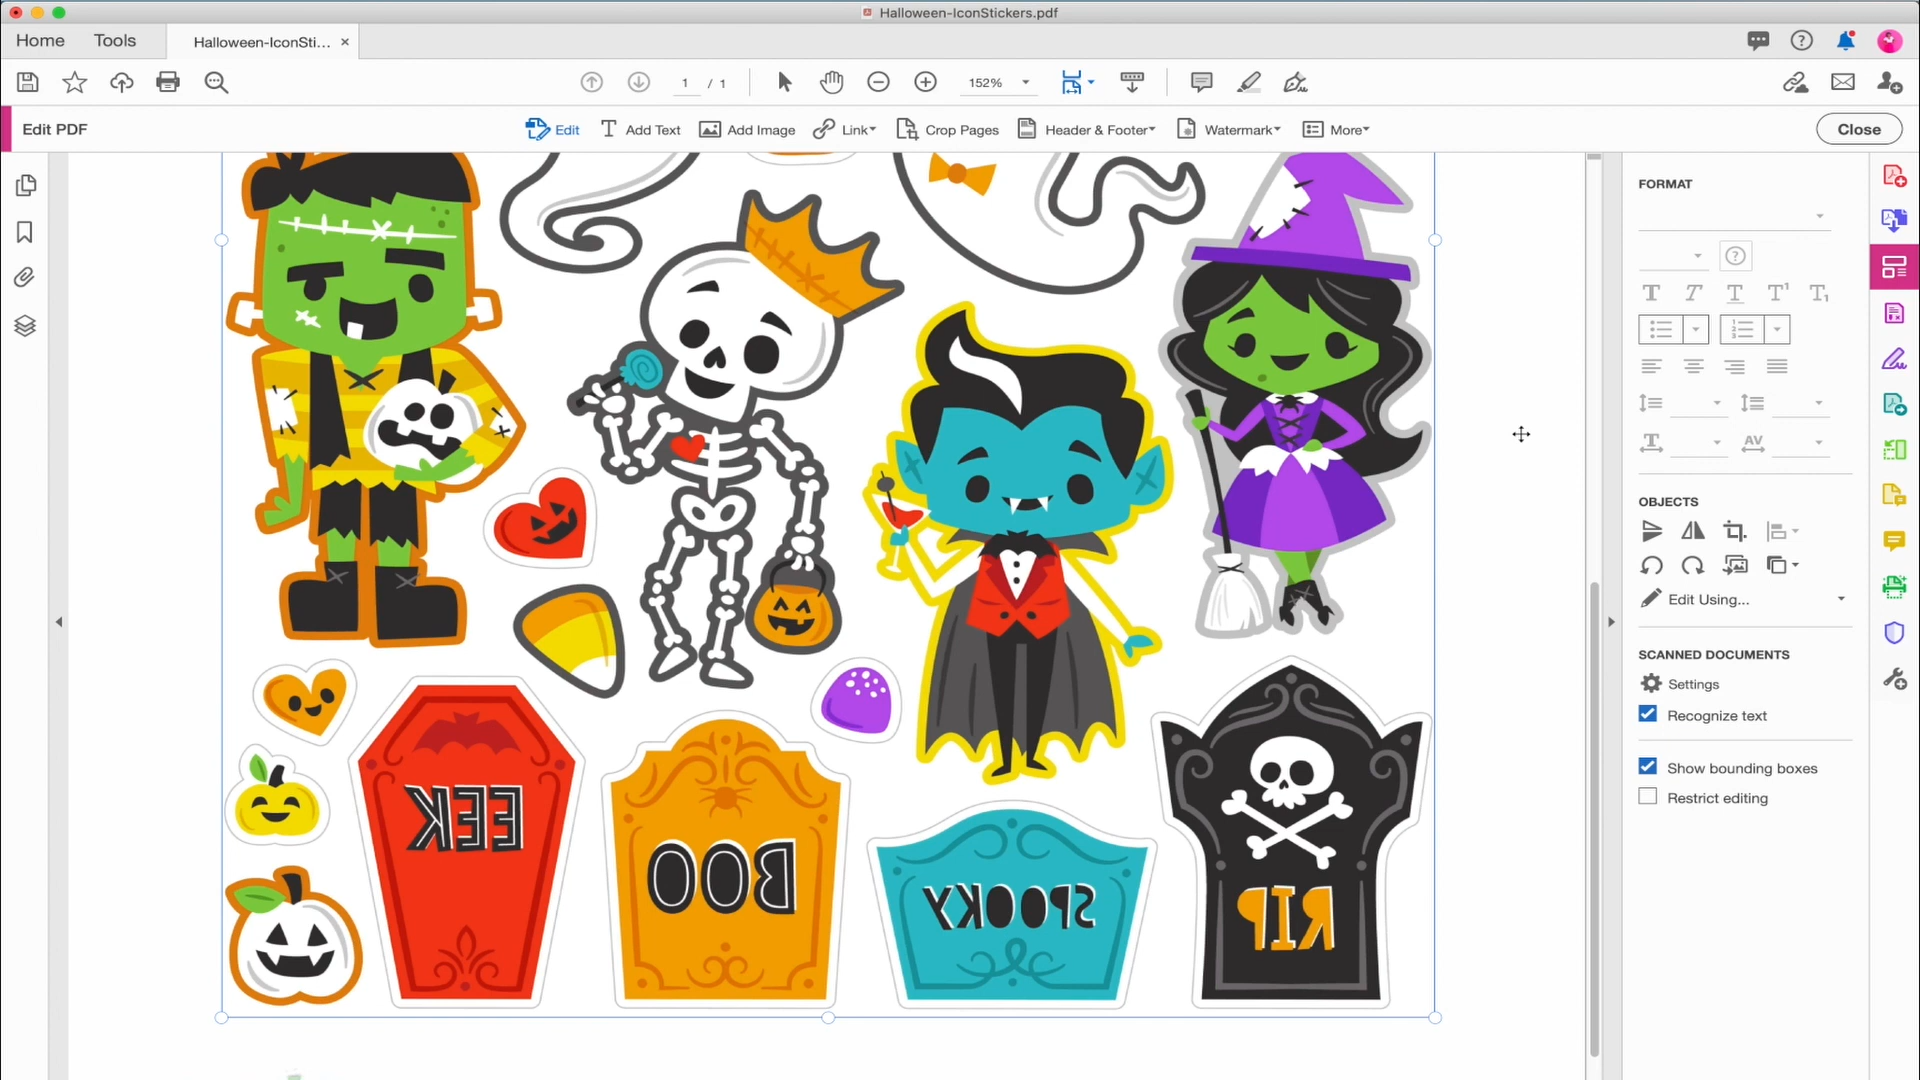 Halloween-IconStickers.pdf
Home Tools Halloween-IconSti... ×
1 / 1 152%
Edit PDF Edit Add Text Add Image Link Crop Pages Header & Footer Watermark More Close
FORMAT
OBJECTS
Edit Using...
SCANNED DOCUMENTS
Settings
Recognize text
Show bounding boxes
Restrict editing
EEK
BOO
SPOOKY
RIP